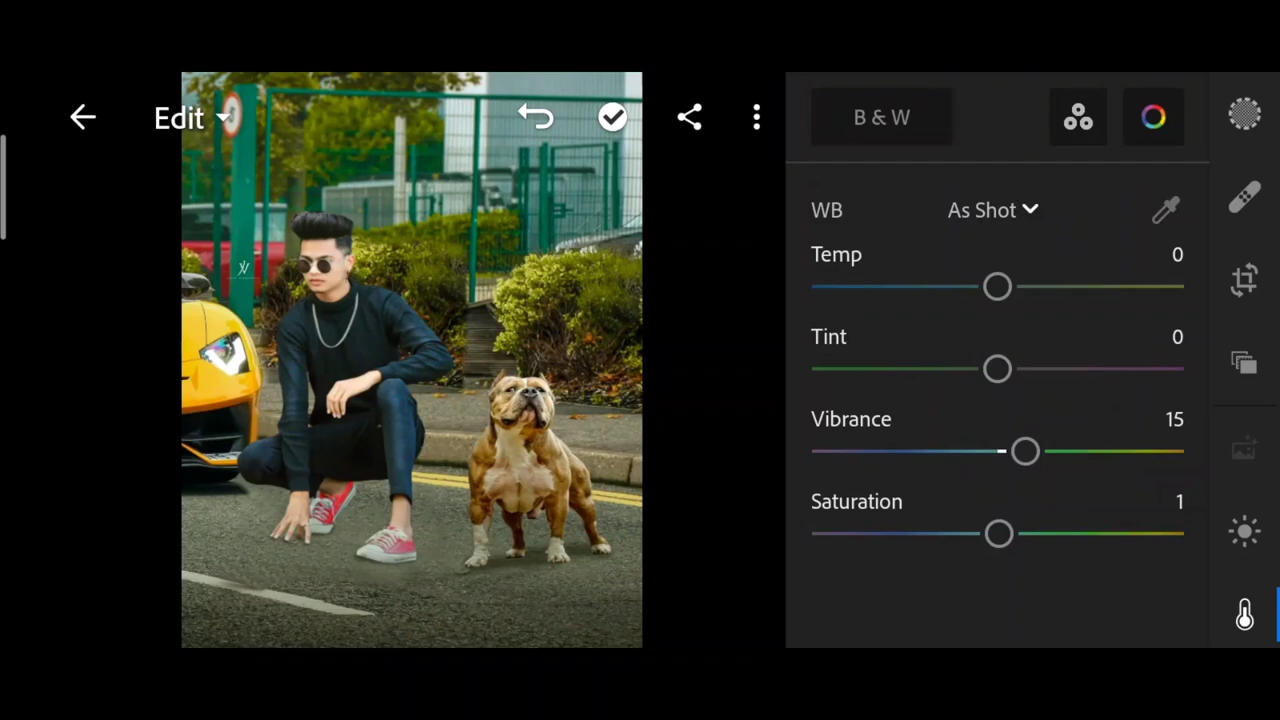 Edit
B & W
WB
As Shot
Temp
0
Tint
0
Vibrance
15
Saturation
1